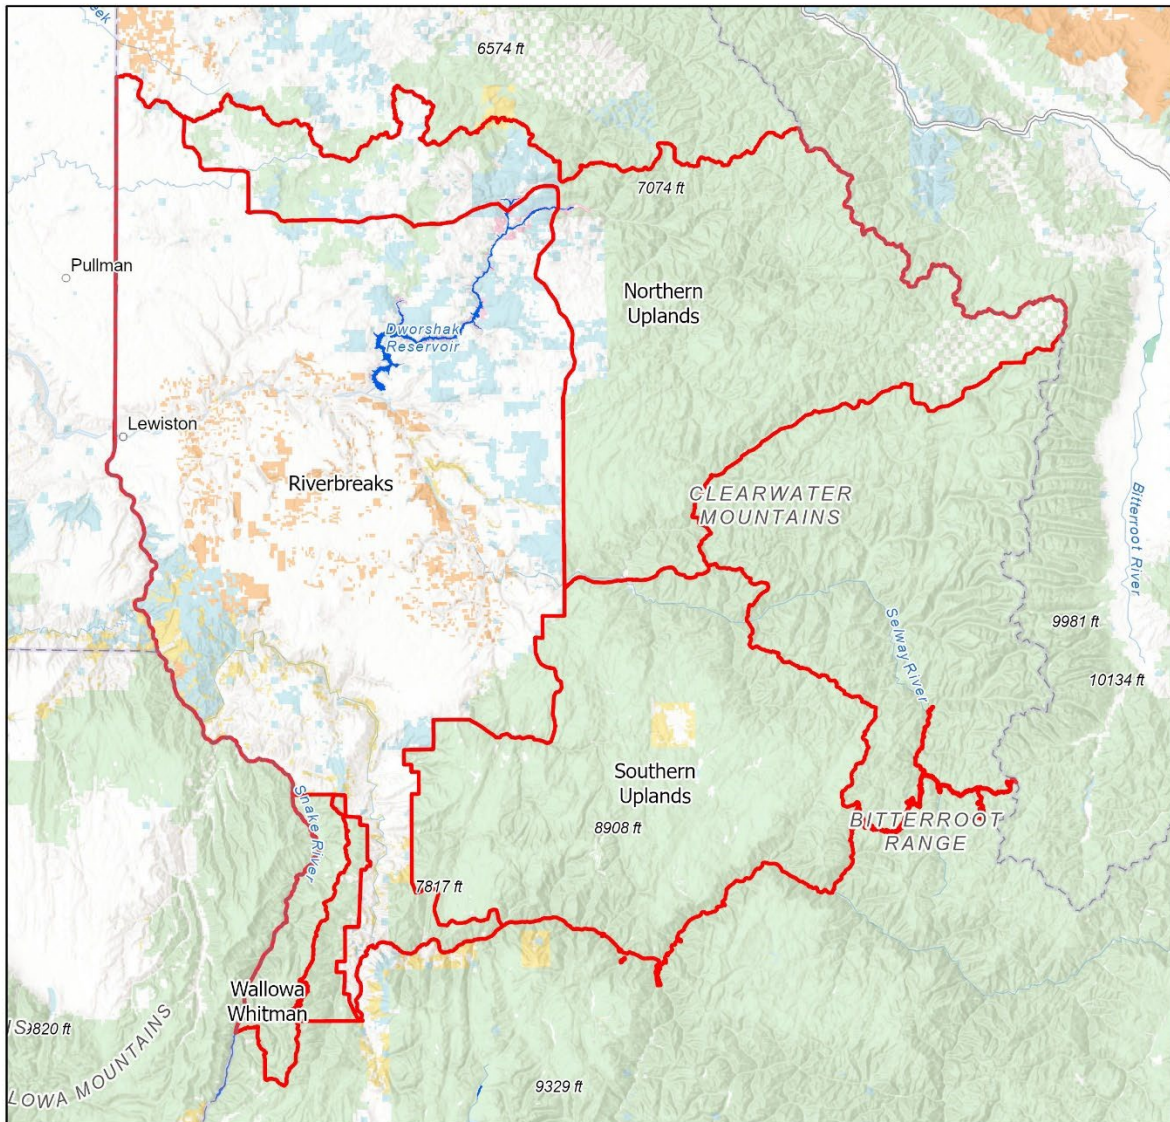 eek
6574 ft
7074 ft
Pullman
Northern
Uplands
Dworshak
Reservoir
Lewiston
Riverbreaks
CLEARWATER
MOUNTAINS
Bitterroot River
Selway River
9981 ft
10134 ft
Southern
Uplands
8908 ft
BITTERROOT
RANGE
Snake River
7817 ft
Wallowa
Whitman
9820 ft
LOWA MOUNTAINS
9329 ft